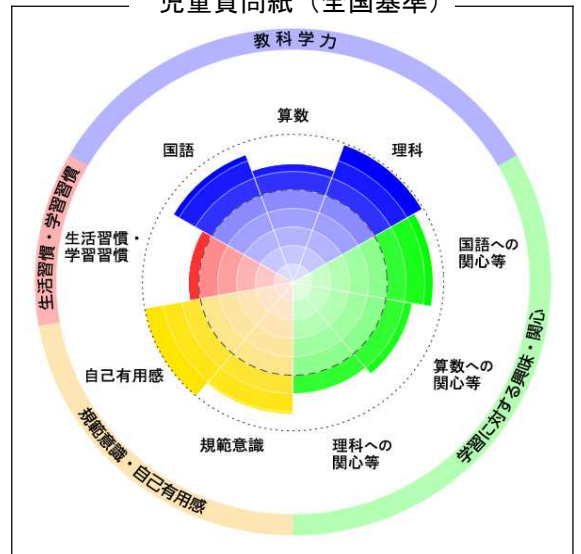 児童質問紙（全国基準）
教科学力
算数
国語
理科
生活習慣・学習習慣
生活習慣・
学習習慣
国語への
関心等
自己有用感
算数への
関心等
規範意識
理科への
関心等
規範意識・自己有用感
学習に対する興味・関心